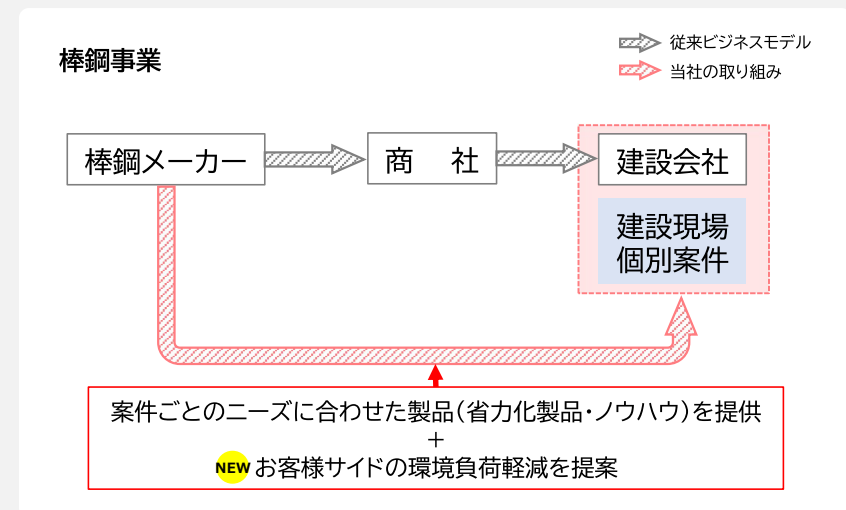 棒鋼事業
従来ビジネスモデル
当社の取り組み
棒鋼メーカー
商 社
建設会社
建設現場
個別案件
案件ごとのニーズに合わせた製品(省力化製品・ノウハウ)を提供
+
NEW お客様サイドの環境負荷軽減を提案